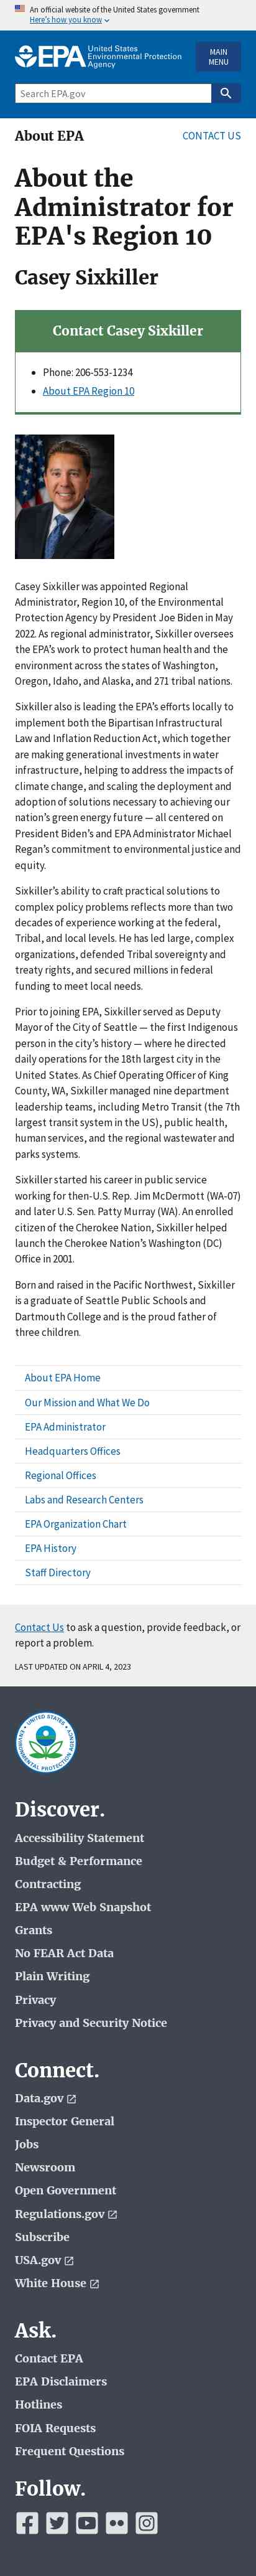 An official website of the United States government
Here's how you know
EPA United States
Environmental Protection
Agency
MAIN
MENU
Search EPA.gov
About EPA
CONTACT US
About the
Administrator for
EPA's Region 10
Casey Sixkiller
Contact Casey Sixkiller
Phone: 206-553-1234
About EPA Region 10
Casey Sixkiller was appointed Regional
Administrator, Region 10, of the Environmental
Protection Agency by President Joe Biden in May
2022. As regional administrator, Sixkiller oversees
the EPA's work to protect human health and the
environment across the states of Washington,
Oregon, Idaho, and Alaska, and 271 tribal nations.
Sixkiller also is leading the EPA's efforts locally to
implement both the Bipartisan Infrastructural
Law and Inflation Reduction Act, which together
are making generational investments in water
infrastructure, helping to address the impacts of
climate change, and accelerating adoption of
solutions necessary to achieving our
nation's green energy future — all centered on
President Biden's and EPA Administrator Michael
Regan's commitment to environmental justice and
equity.
Sixkiller's ability to craft practical solutions to
complex policy problems reflects more than two
decades of experience working at the federal,
Tribal, and local levels. He has led large, complex
organizations, defended Tribal sovereignty and
treaty rights, and secured millions in federal
funding to meet local needs.
Prior to joining EPA, Sixkiller served as Deputy
Mayor of the City of Seattle — the first Indigenous
person in the city's history — where he directed
daily operations for the 18th largest city in the
United States. As Chief Operating Officer of King
County, WA, Sixkiller managed nine department
leadership teams, including Metro Transit (the 7th
largest transit system in the US), public health,
human services, and the regional wastewater and
parks systems.
Sixkiller started his career in public service
working for then-U.S. Rep. Jim McDermott (WA-07)
and later U.S. Sen. Patty Murray (WA). An enrolled
citizen of the Cherokee Nation, Sixkiller helped
launch the Cherokee Nation's Washington (DC)
Office in 2001.
Born and raised in the Pacific Northwest, Sixkiller
is a graduate of Seattle Public Schools and
Dartmouth College and is the proud father of
three children.
About EPA Home
Our Mission and What We Do
EPA Administrator
Headquarters Offices
Regional Offices
Labs and Research Centers
EPA Organization Chart
EPA History
Staff Directory
Contact Us to ask a question, provide feedback, or
report a problem.
LAST UPDATED ON APRIL 4, 2023
UNITED STATES
ENVIRONMENTAL PROTECTION AGENCY
Discover.
Accessibility Statement
Budget & Performance
Contracting
EPA www Web Snapshot
Grants
No FEAR Act Data
Plain Writing
Privacy
Privacy and Security Notice
Connect.
Data.gov
Inspector General
Jobs
Newsroom
Open Government
Regulations.gov
Subscribe
USA.gov
White House
Ask.
Contact EPA
EPA Disclaimers
Hotlines
FOIA Requests
Frequent Questions
Follow.